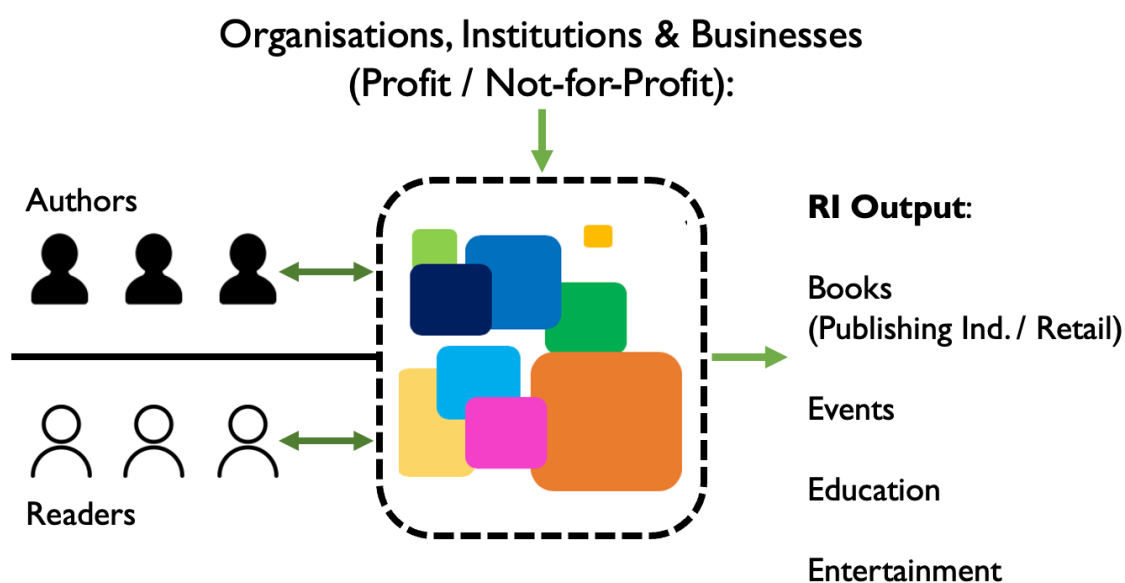 Organisations, Institutions & Businesses
(Profit / Not-for-Profit):
Authors
Readers
RI Output:
Books
(Publishing Ind. / Retail)
Events
Education
Entertainment